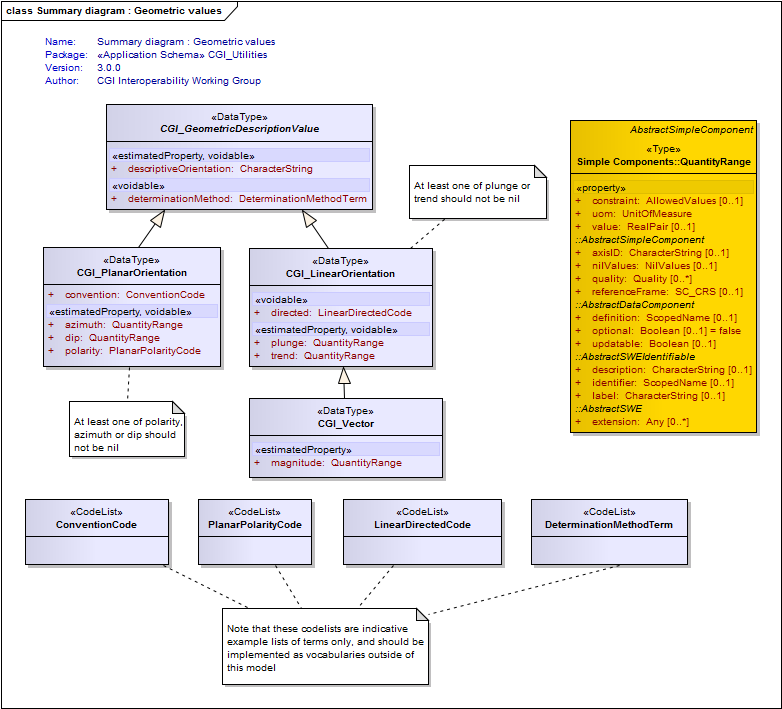 class Summary diagram : Geometric values
Name: Summary diagram : Geometric values
Package: «Application Schema» CGI_Utilities
Version: 3.0.0
Author: CGI Interoperability Working Group
«DataType»
CGI_GeometricDescriptionValue
«estimatedProperty, voidable»
+ descriptiveOrientation: CharacterString
«voidable»
+ determinationMethod: DeterminationMethodTerm
At least one of plunge or
trend should not be nil
AbstractSimpleComponent
«Type»
Simple Components::QuantityRange
«property»
+ constraint: AllowedValues [0..1]
+ uom: UnitOfMeasure
+ value: RealPair [0..1]
::AbstractSimpleComponent
+ axisID: CharacterString [0..1]
+ nilValues: NilValues [0..1]
+ quality: Quality [0..*]
+ referenceFrame: SC_CRS [0..1]
::AbstractDataComponent
+ definition: ScopedName [0..1]
+ optional: Boolean [0..1] = false
+ updatable: Boolean [0..1]
::AbstractSWEIdentifiable
+ description: CharacterString [0..1]
+ identifier: ScopedName [0..1]
+ label: CharacterString [0..1]
::AbstractSWE
+ extension: Any [0..*]
«DataType»
CGI_PlanarOrientation
+ convention: ConventionCode
«estimatedProperty, voidable»
+ azimuth: QuantityRange
+ dip: QuantityRange
+ polarity: PlanarPolarityCode
«DataType»
CGI_LinearOrientation
«voidable»
+ directed: LinearDirectedCode
«estimatedProperty, voidable»
+ plunge: QuantityRange
+ trend: QuantityRange
At least one of polarity,
azimuth or dip should
not be nil
«DataType»
CGI_Vector
«estimatedProperty»
+ magnitude: QuantityRange
«CodeList»
ConventionCode
«CodeList»
PlanarPolarityCode
«CodeList»
LinearDirectedCode
«CodeList»
DeterminationMethodTerm
Note that these codelists are indicative
example lists of terms only, and should be
implemented as vocabularies outside of
this model